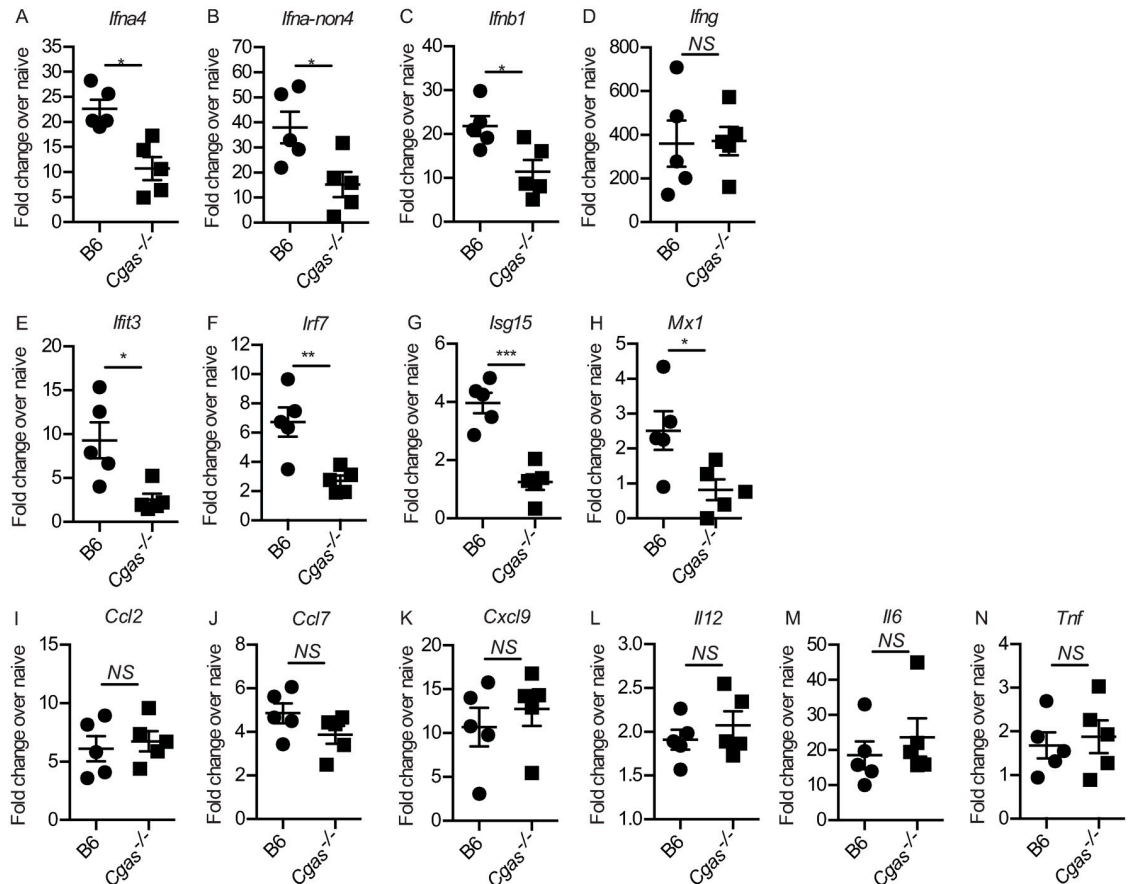 A Ifna4
Fold change over naive
35
30
25
20
15
10
5
0
*
B6
Cgas -/-
B Ifna-non4
Fold change over naive
70
60
50
40
30
20
10
0
*
B6
Cgas -/-
C Ifnb1
Fold change over naive
40
30
20
10
0
*
B6
Cgas -/-
D Ifng
Fold change over naive
800
600
400
200
0
NS
B6
Cgas -/-
E Ifit3
Fold change over naive
20
15
10
5
0
*
B6
Cgas -/-
F Irf7
Fold change over naive
12
10
8
6
4
2
0
**
B6
Cgas -/-
G Isg15
Fold change over naive
6
4
2
0
***
B6
Cgas -/-
H Mx1
Fold change over naive
5
4
3
2
1
0
*
B6
Cgas -/-
I Ccl2
Fold change over naive
15
10
5
0
NS
B6
Cgas -/-
J Ccl7
Fold change over naive
8
6
4
2
0
NS
B6
Cgas -/-
K Cxcl9
Fold change over naive
20
15
10
5
0
NS
B6
Cgas -/-
L Il12
Fold change over naive
3.0
2.5
2.0
1.5
1.0
NS
B6
Cgas -/-
M Il6
Fold change over naive
50
40
30
20
10
0
NS
B6
Cgas -/-
N Tnf
Fold change over naive
4
3
2
1
0
NS
B6
Cgas -/-